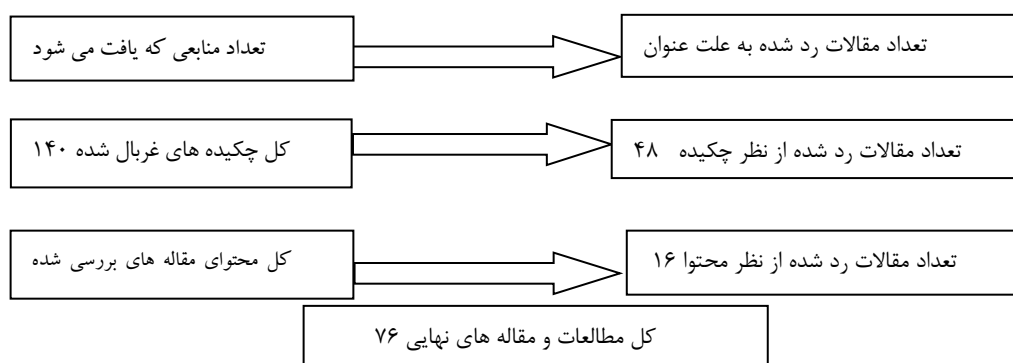 تعداد منابعی که یافت می شود
تعداد مقالات رد شده به علت عنوان
کل چکیده های غربال شده ۱۴۰
تعداد مقالات رد شده از نظر چکیده ۴۸
کل محتوای مقاله های بررسی شده
تعداد مقالات رد شده از نظر محتوا ۱۶
کل مطالعات و مقاله های نهایی ۷۶